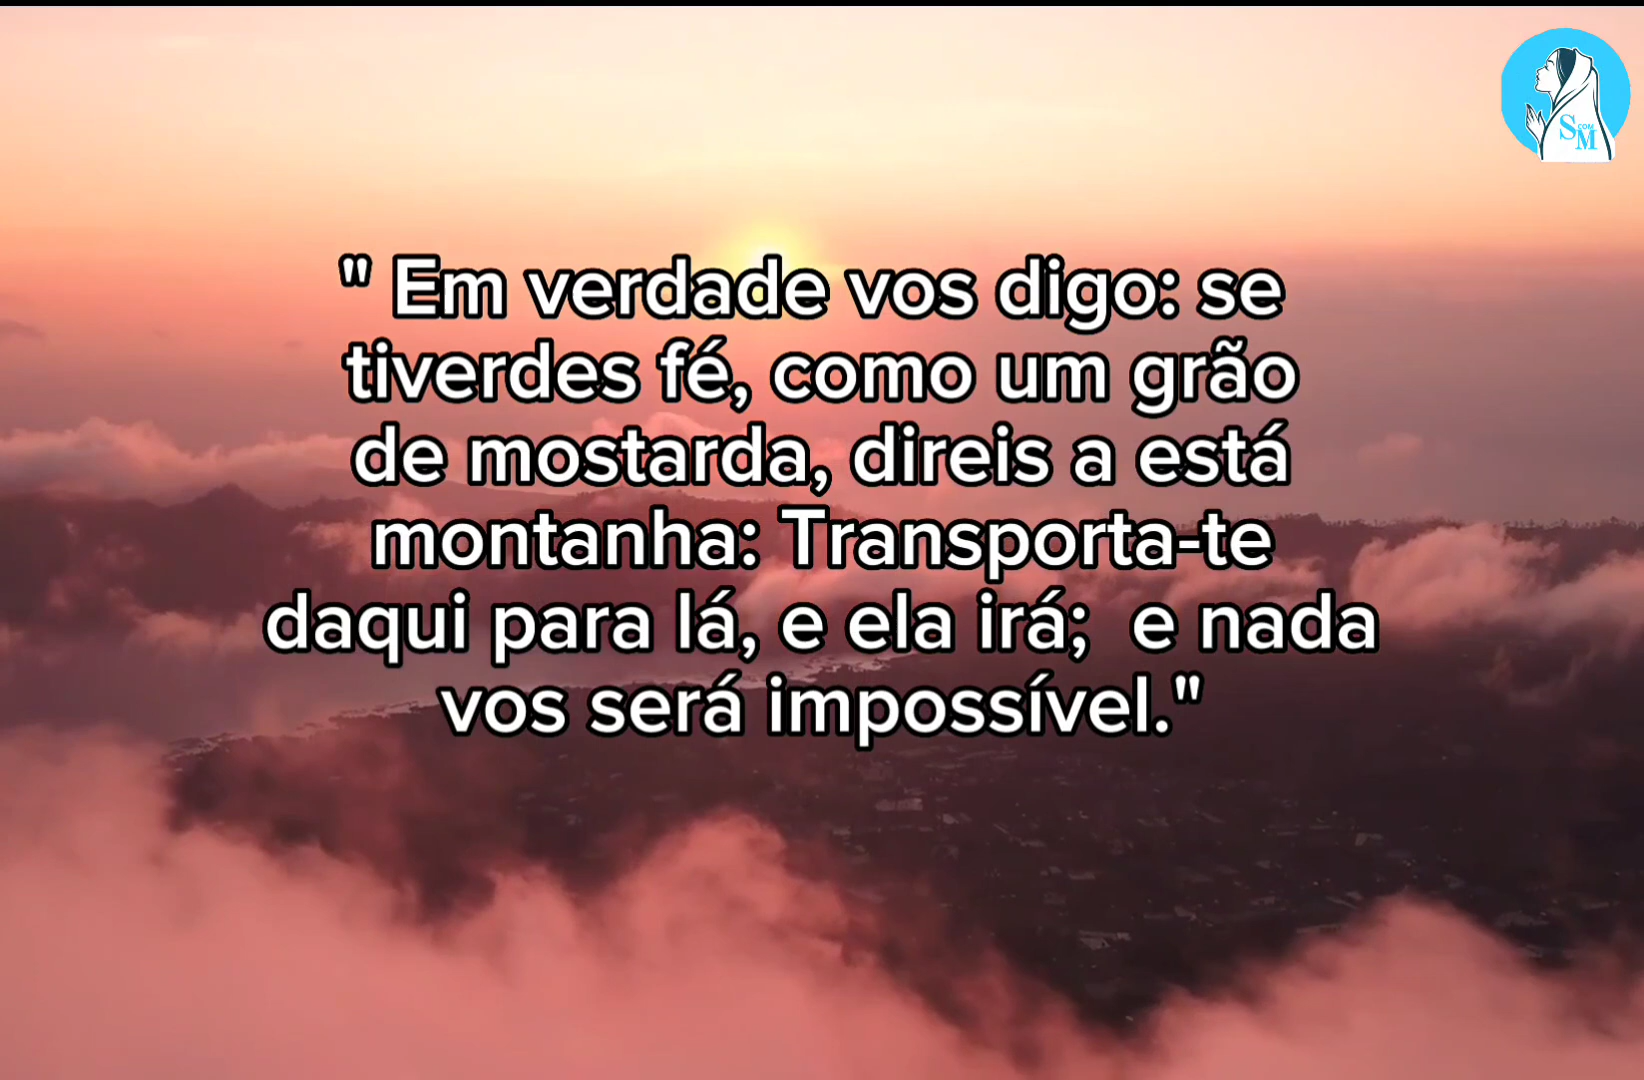 S COM
M
" Em verdade vos digo: se
tiverdes fé, como um grão
de mostarda, direis a está
montanha: Transporta-te
daqui para lá, e ela irá;  e nada
vos será impossível."